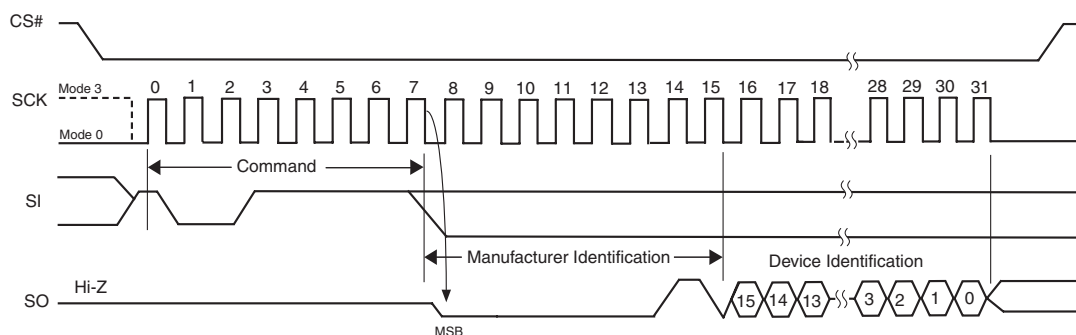 CS#
SCK
Mode 3
Mode 0
0 1 2 3 4 5 6 7 8 9 10 11 12 13 14 15 16 17 18 28 29 30 31
Command
SI
Manufacturer Identification
Device Identification
SO
Hi-Z
15 14 13 3 2 1 0
MSB